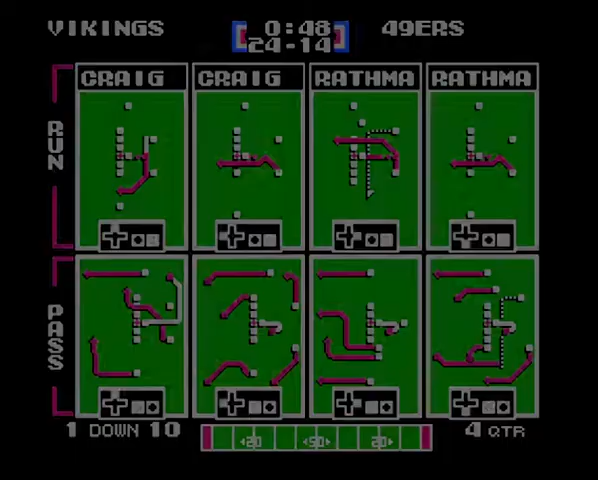 VIKINGS 0:48 49ERS
24-14
CRAIG CRAIG RATHMA RATHMA
RUN
PASS
1 DOWN 10 4 QTR
◂20 ◂50▸ 20▸